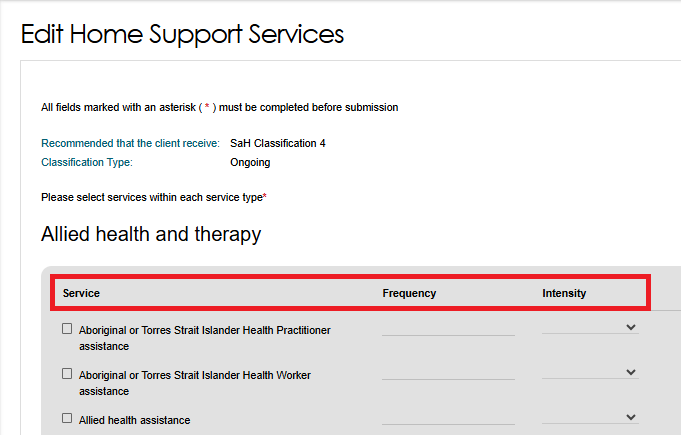 Edit Home Support Services
All fields marked with an asterisk ( * ) must be completed before submission
Recommended that the client receive: SaH Classification 4
Classification Type: Ongoing
Please select services within each service type*
Allied health and therapy
Service Frequency Intensity
Aboriginal or Torres Strait Islander Health Practitioner
assistance
Aboriginal or Torres Strait Islander Health Worker
assistance
Allied health assistance